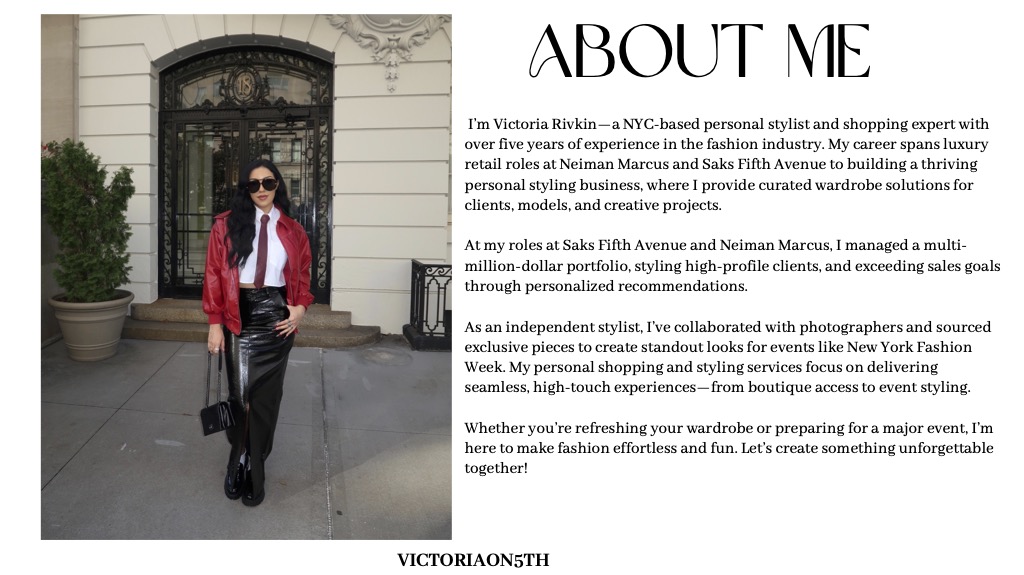 ABOUT ME
I'm Victoria Rivkin—a NYC-based personal stylist and shopping expert with
over five years of experience in the fashion industry. My career spans luxury
retail roles at Neiman Marcus and Saks Fifth Avenue to building a thriving
personal styling business, where I provide curated wardrobe solutions for
clients, models, and creative projects.
At my roles at Saks Fifth Avenue and Neiman Marcus, I managed a multi-
million-dollar portfolio, styling high-profile clients, and exceeding sales goals
through personalized recommendations.
As an independent stylist, I've collaborated with photographers and sourced
exclusive pieces to create standout looks for events like New York Fashion
Week. My personal shopping and styling services focus on delivering
seamless, high-touch experiences—from boutique access to event styling.
Whether you're refreshing your wardrobe or preparing for a major event, I'm
here to make fashion effortless and fun. Let's create something unforgettable
together!
18
VICTORIAON5TH